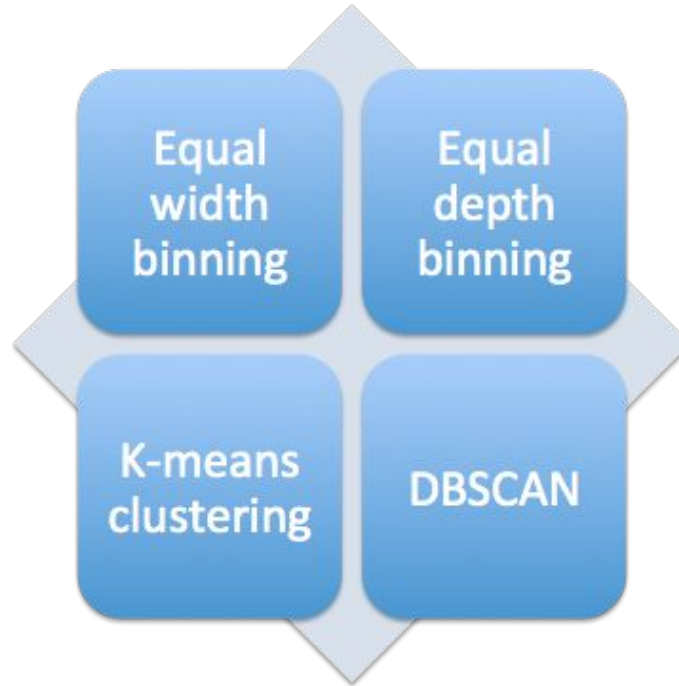 Equal
width
binning
Equal
depth
binning
K-means
clustering
DBSCAN